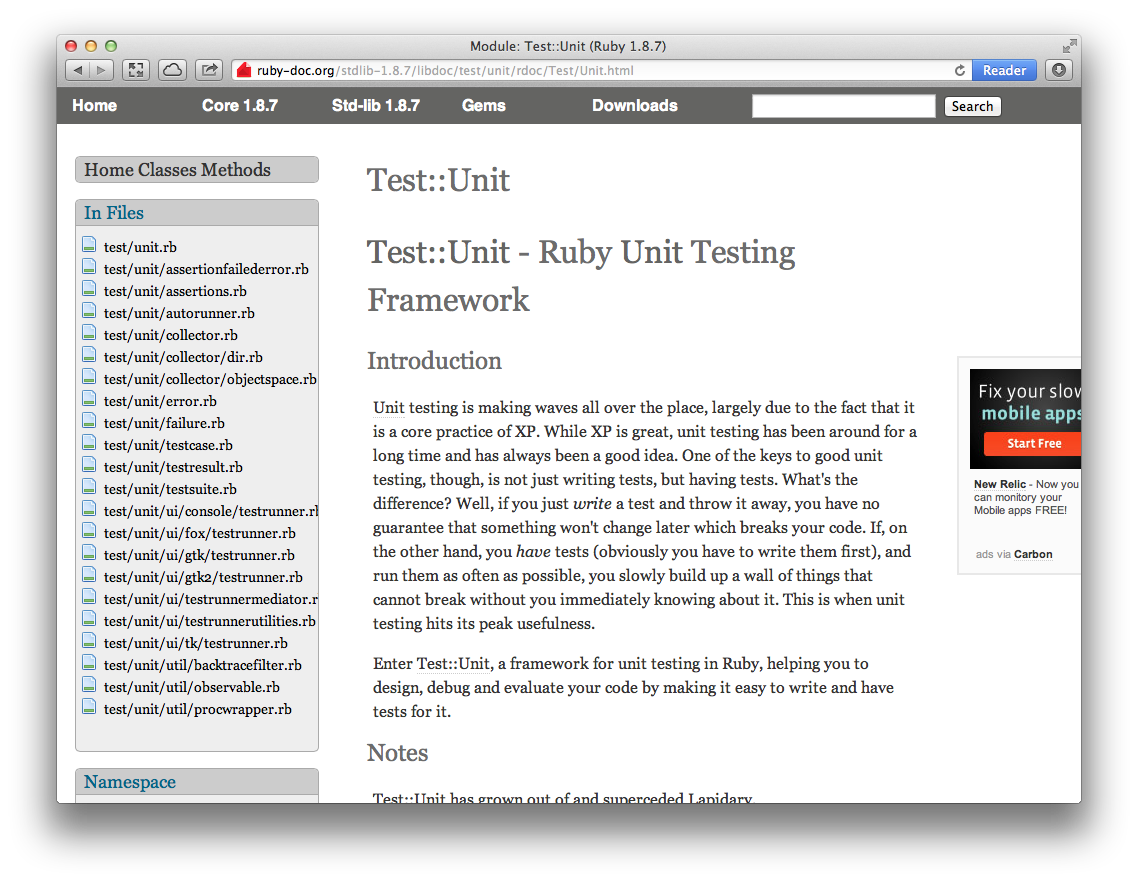 Module: Test::Unit (Ruby 1.8.7)
ruby-doc.org/stdlib-1.8.7/libdoc/test/unit/rdoc/Test/Unit.html
Reader
Home Core 1.8.7 Std-lib 1.8.7 Gems Downloads Search
Home Classes Methods
In Files
test/unit.rb
test/unit/assertionfailederror.rb
test/unit/assertions.rb
test/unit/autorunner.rb
test/unit/collector.rb
test/unit/collector/dir.rb
test/unit/collector/objectspace.rb
test/unit/error.rb
test/unit/failure.rb
test/unit/testcase.rb
test/unit/testresult.rb
test/unit/testsuite.rb
test/unit/ui/console/testrunner.rb
test/unit/ui/fox/testrunner.rb
test/unit/ui/gtk/testrunner.rb
test/unit/ui/gtk2/testrunner.rb
test/unit/ui/testrunnermediator.r
test/unit/ui/testrunnerutilities.rb
test/unit/ui/tk/testrunner.rb
test/unit/util/backtracefilter.rb
test/unit/util/observable.rb
test/unit/util/procwrapper.rb
Namespace
Test::Unit
Test::Unit - Ruby Unit Testing
Framework
Introduction
Unit testing is making waves all over the place, largely due to the fact that it
is a core practice of XP. While XP is great, unit testing has been around for a
long time and has always been a good idea. One of the keys to good unit
testing, though, is not just writing tests, but having tests. What's the
difference? Well, if you just write a test and throw it away, you have no
guarantee that something won't change later which breaks your code. If, on
the other hand, you have tests (obviously you have to write them first), and
run them as often as possible, you slowly build up a wall of things that
cannot break without you immediately knowing about it. This is when unit
testing hits its peak usefulness.
Enter Test::Unit, a framework for unit testing in Ruby, helping you to
design, debug and evaluate your code by making it easy to write and have
tests for it.
Notes
Test::Unit has grown out of and superceded Lapidary.
Fix your slow
mobile apps
Start Free
New Relic - Now you
can monitory your
Mobile apps FREE!
ads via Carbon